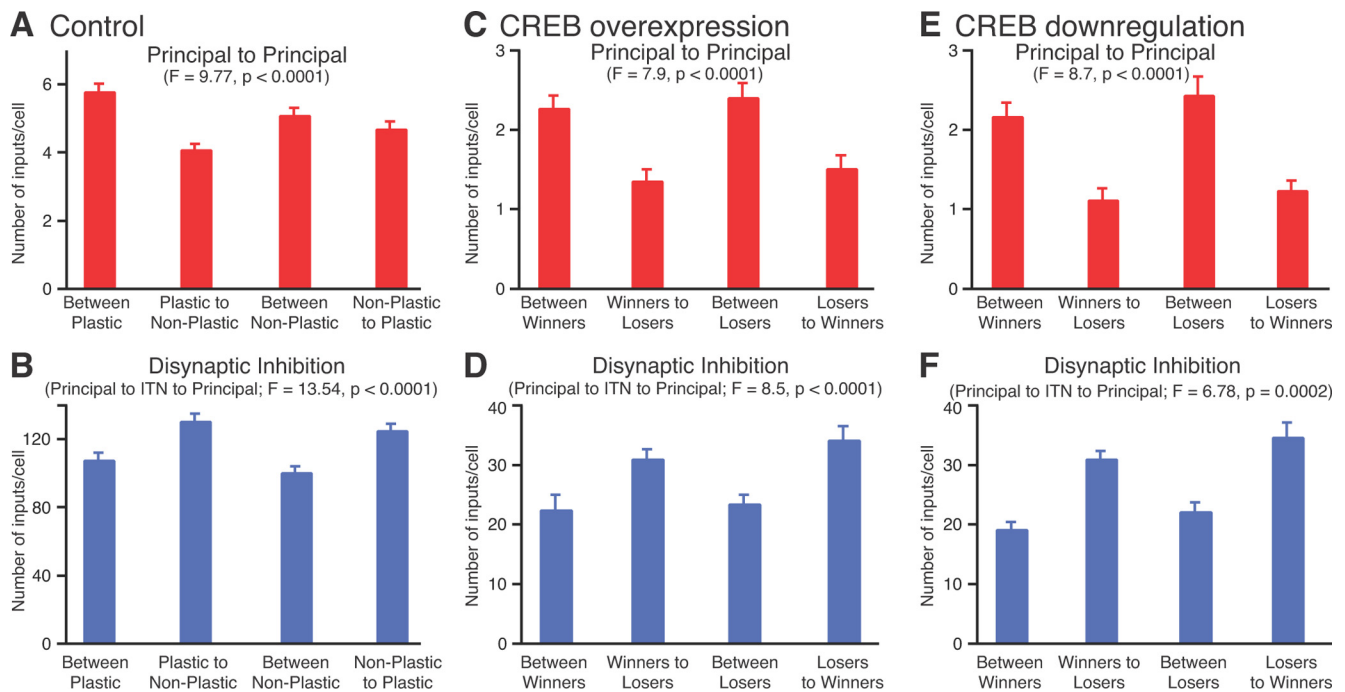 A Control
Principal to Principal
(F = 9.77, p < 0.0001)
Number of inputs/cell
6
4
2
0
Between Plastic
Plastic to Non-Plastic
Between Non-Plastic
Non-Plastic to Plastic
C CREB overexpression
Principal to Principal
(F = 7.9, p < 0.0001)
Number of inputs/cell
3
2
1
0
Between Winners
Winners to Losers
Between Losers
Losers to Winners
E CREB downregulation
Principal to Principal
(F = 8.7, p < 0.0001)
Number of inputs/cell
3
2
1
0
Between Winners
Winners to Losers
Between Losers
Losers to Winners
B Disynaptic Inhibition
(Principal to ITN to Principal; F = 13.54, p < 0.0001)
Number of inputs/cell
120
80
40
0
Between Plastic
Plastic to Non-Plastic
Between Non-Plastic
Non-Plastic to Plastic
D Disynaptic Inhibition
(Principal to ITN to Principal; F = 8.5, p < 0.0001)
Number of inputs/cell
40
30
20
10
0
Between Winners
Winners to Losers
Between Losers
Losers to Winners
F Disynaptic Inhibition
(Principal to ITN to Principal; F = 6.78, p = 0.0002)
Number of inputs/cell
40
30
20
10
0
Between Winners
Winners to Losers
Between Losers
Losers to Winners